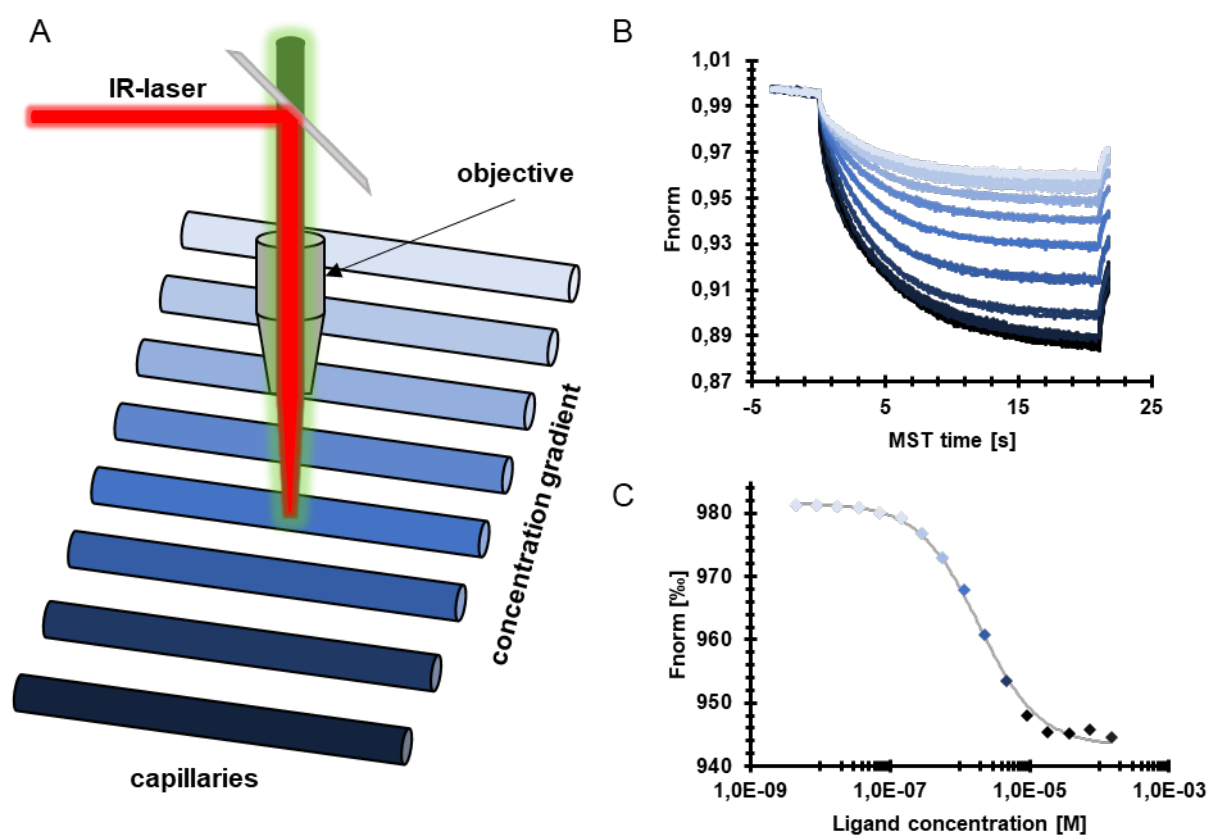 A
IR-laser
objective
concentration gradient
capillaries
B
1,01
0,99
0,97
0,95
0,93
0,91
0,89
0,87
Fnorm
-5
5
15
25
MST time [s]
C
980
970
960
950
940
Fnorm [‰]
1,0E-09
1,0E-07
1,0E-05
1,0E-03
Ligand concentration [M]